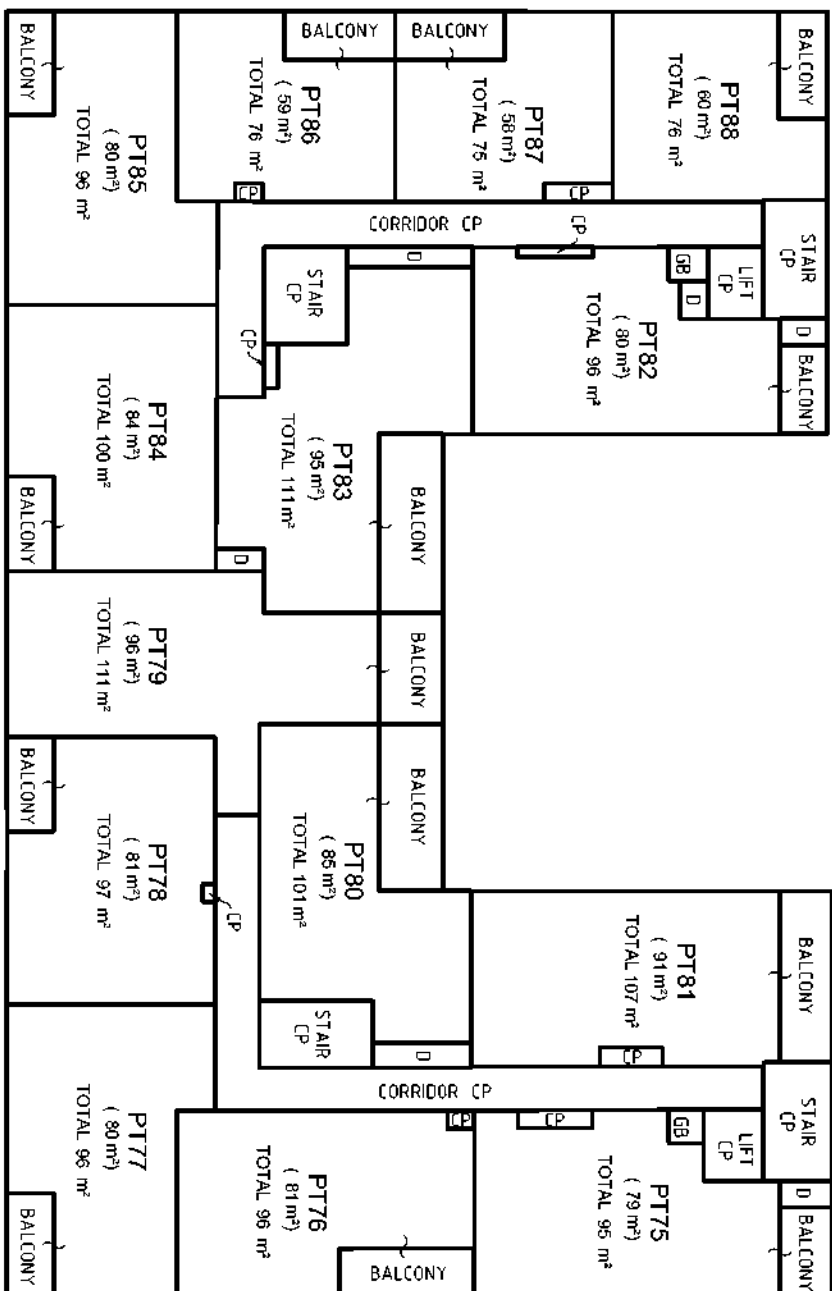 BALCONY
BALCONY
BALCONY
BALCONY
PT85
( 80 m²)
TOTAL 96 m²
PT86
( 59 m²)
TOTAL 76 m²
CP
PT87
( 58 m²)
TOTAL 75 m²
CP
PT88
( 60 m²)
TOTAL 76 m²
CORRIDOR CP
CP
STAIR
CP
D
STAIR
CP
CP
GB
D
LIFT
CP
D
BALCONY
PT82
( 80 m²)
TOTAL 96 m²
PT84
( 84 m²)
TOTAL 100 m²
BALCONY
PT83
( 95 m²)
TOTAL 111 m²
BALCONY
D
PT79
( 96 m²)
TOTAL 111 m²
BALCONY
PT78
( 81 m²)
TOTAL 97 m²
BALCONY
CP
PT80
( 85 m²)
TOTAL 101 m²
BALCONY
STAIR
CP
D
PT81
( 91 m²)
TOTAL 107 m²
BALCONY
CP
CORRIDOR CP
STAIR
CP
PT77
( 80 m²)
TOTAL 96 m²
BALCONY
CP
PT76
( 81 m²)
TOTAL 96 m²
BALCONY
CP
GB
LIFT
CP
D
PT75
( 79 m²)
TOTAL 95 m²
BALCONY